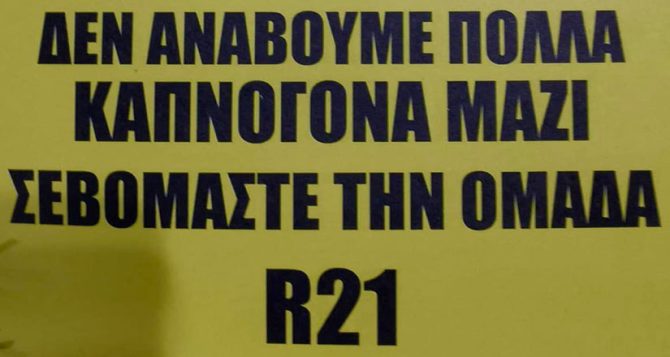 ΔΕΝ ΑΝΑΒΟΥΜΕ ΠΟΛΛΑ
ΚΑΠΝΟΓΟΝΑ ΜΑΖΙ
ΣΕΒΟΜΑΣΤΕ ΤΗΝ ΟΜΑΔΑ
R21